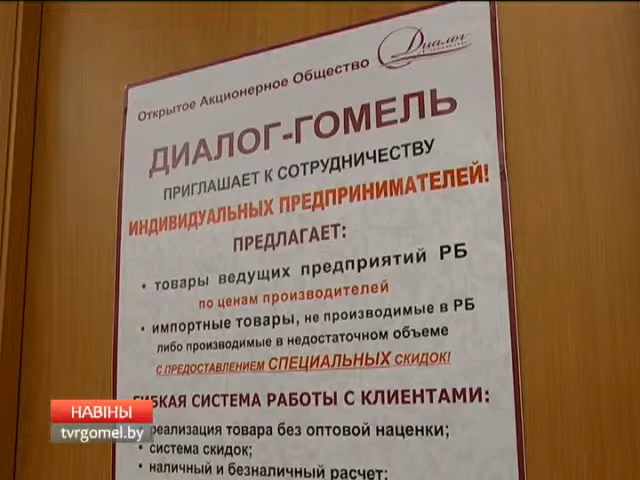 Диалог
Открытое Акционерное Общество
ДИАЛОГ-ГОМЕЛЬ
ПРИГЛАШАЕТ К СОТРУДНИЧЕСТВУ
ИНДИВИДУАЛЬНЫХ ПРЕДПРИНИМАТЕЛЕЙ!
ПРЕДЛАГАЕТ:
• товары ведущих предприятий РБ
по ценам производителей
• импортные товары, не производимые в РБ
либо производимые в недостаточном объеме
С ПРЕДОСТАВЛЕНИЕМ СПЕЦИАЛЬНЫХ СКИДОК!
ГИБКАЯ СИСТЕМА РАБОТЫ С КЛИЕНТАМИ:
реализация товара без оптовой наценки;
• система скидок;
• наличный и безналичный расчет;
НАВІНЫ
tvrgomel.by